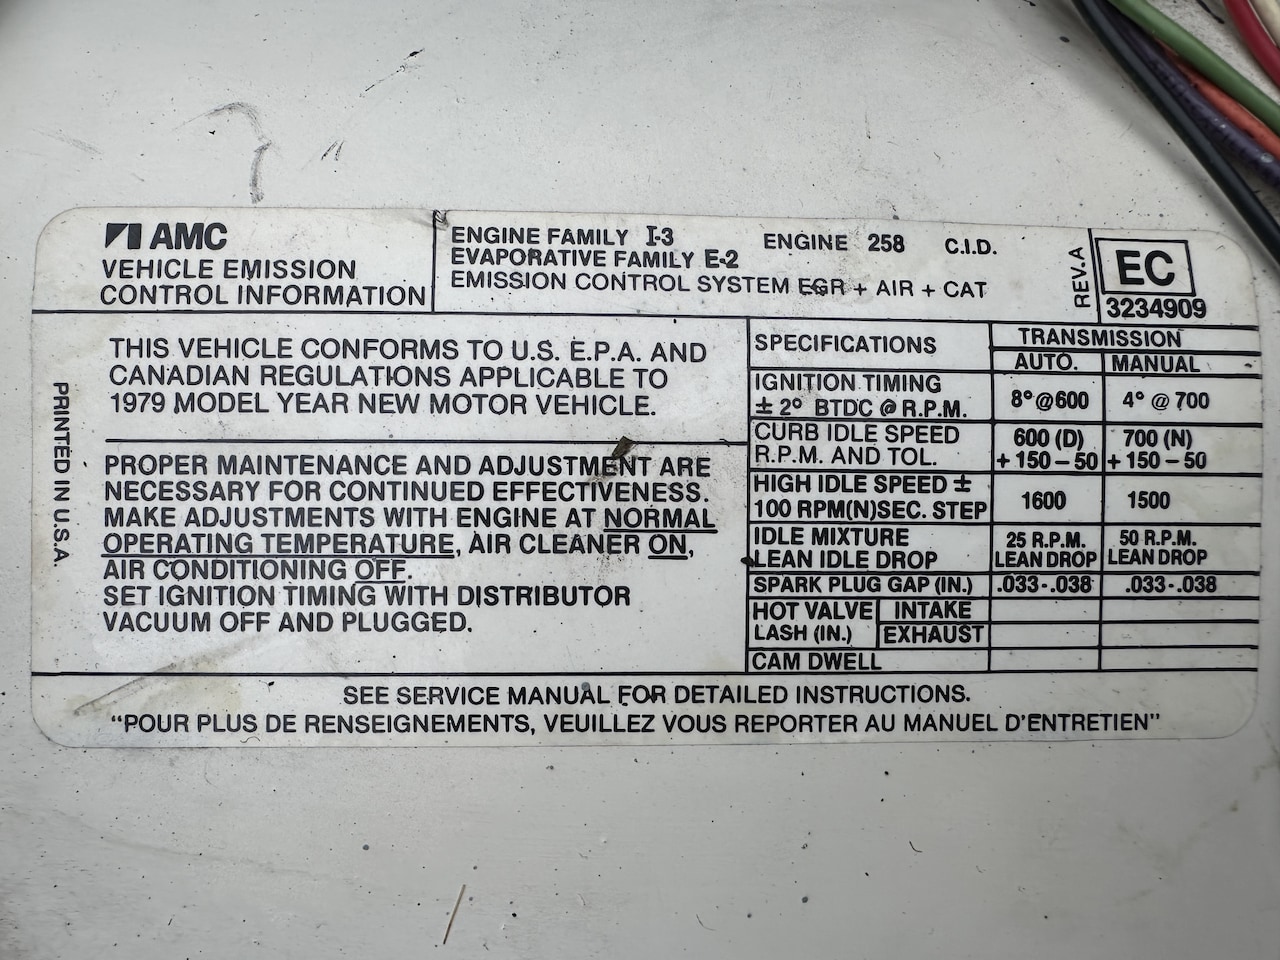 AMC
VEHICLE EMISSION
CONTROL INFORMATION
ENGINE FAMILY I-3 ENGINE 258 C.I.D.
EVAPORATIVE FAMILY E-2
EMISSION CONTROL SYSTEM EGR + AIR + CAT
REV.A
EC
3234909
PRINTED IN U.S.A.
THIS VEHICLE CONFORMS TO U.S. E.P.A. AND
CANADIAN REGULATIONS APPLICABLE TO
1979 MODEL YEAR NEW MOTOR VEHICLE.
PROPER MAINTENANCE AND ADJUSTMENT ARE
NECESSARY FOR CONTINUED EFFECTIVENESS.
MAKE ADJUSTMENTS WITH ENGINE AT NORMAL
OPERATING TEMPERATURE, AIR CLEANER ON,
AIR CONDITIONING OFF.
SET IGNITION TIMING WITH DISTRIBUTOR
VACUUM OFF AND PLUGGED.
SPECIFICATIONS TRANSMISSION
AUTO. MANUAL
IGNITION TIMING
± 2° BTDC @ R.P.M. 8° @600 4° @ 700
CURB IDLE SPEED 600 (D) 700 (N)
R.P.M. AND TOL. +150–50 +150–50
HIGH IDLE SPEED ±
100 RPM(N)SEC. STEP 1600 1500
IDLE MIXTURE 25 R.P.M. 50 R.P.M.
LEAN IDLE DROP LEAN DROP LEAN DROP
SPARK PLUG GAP (IN.) .033-.038 .033-.038
HOT VALVE INTAKE
LASH (IN.) EXHAUST
CAM DWELL
SEE SERVICE MANUAL FOR DETAILED INSTRUCTIONS.
"POUR PLUS DE RENSEIGNEMENTS, VEUILLEZ VOUS REPORTER AU MANUEL D'ENTRETIEN"